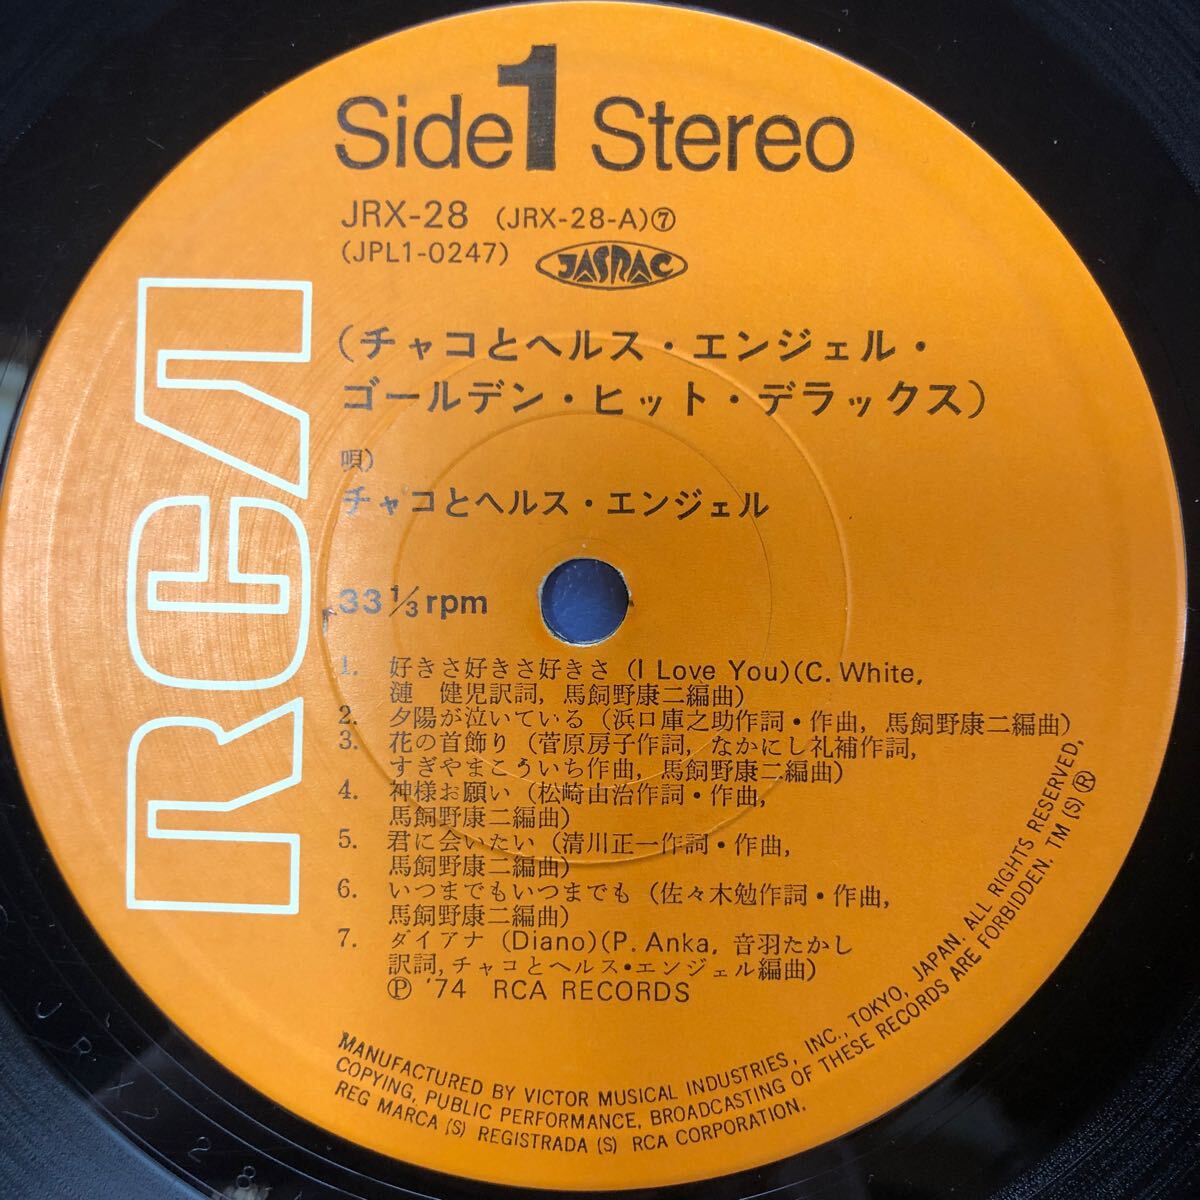 Side 1 Stereo
JRX-28 (JRX-28-A)⑦
(JPL1-0247) JASRAC
(チャコとヘルス・エンジェル・
ゴールデン・ヒット・デラックス)
唄)
チャコとヘルス・エンジェル
33 1/3 rpm
RCA
1. 好きさ好きさ好きさ (I Love You)(C. White,
漣 健児訳詞, 馬飼野康二編曲)
2. 夕陽が泣いている (浜口庫之助作詞・作曲, 馬飼野康二編曲)
3. 花の首飾り (菅原房子作詞, なかにし礼補作詞,
すぎやまこういち作曲, 馬飼野康二編曲)
4. 神様お願い (松崎由治作詞・作曲,
馬飼野康二編曲)
5. 君に会いたい (清川正一作詞・作曲,
馬飼野康二編曲)
6. いつまでもいつまでも (佐々木勉作詞・作曲,
馬飼野康二編曲)
7. ダイアナ (Diano)(P. Anka, 音羽たかし
訳詞, チャコとヘルス・エンジェル編曲)
Ⓟ '74 RCA RECORDS
MANUFACTURED BY VICTOR MUSICAL INDUSTRIES, INC., TOKYO, JAPAN. ALL RIGHTS RESERVED,
COPYING, PUBLIC PERFORMANCE, BROADCASTING OF THESE RECORDS ARE FORBIDDEN. TM (S) ®
REG MARCA (S) REGISTRADA (S) RCA CORPORATION.
JRX-28